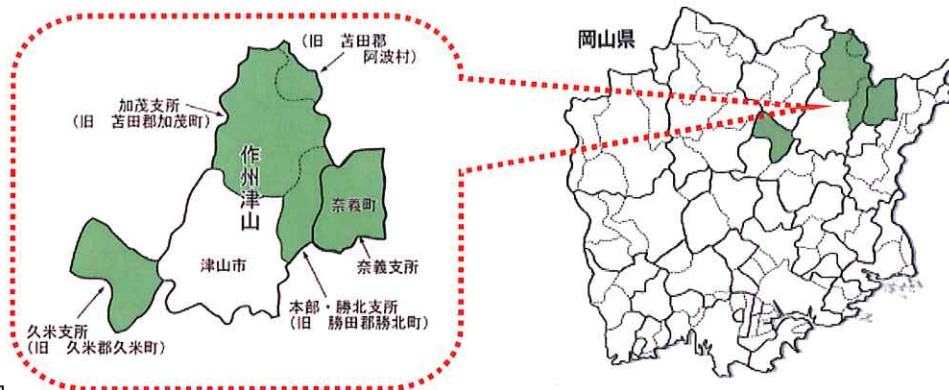 (旧 苫田郡
阿波村)
加茂支所
(旧 苫田郡加茂町)
作州津山
奈義町
津山市
奈義支所
本部・勝北支所
(旧 勝田郡勝北町)
久米支所
(旧 久米郡久米町)
岡山県